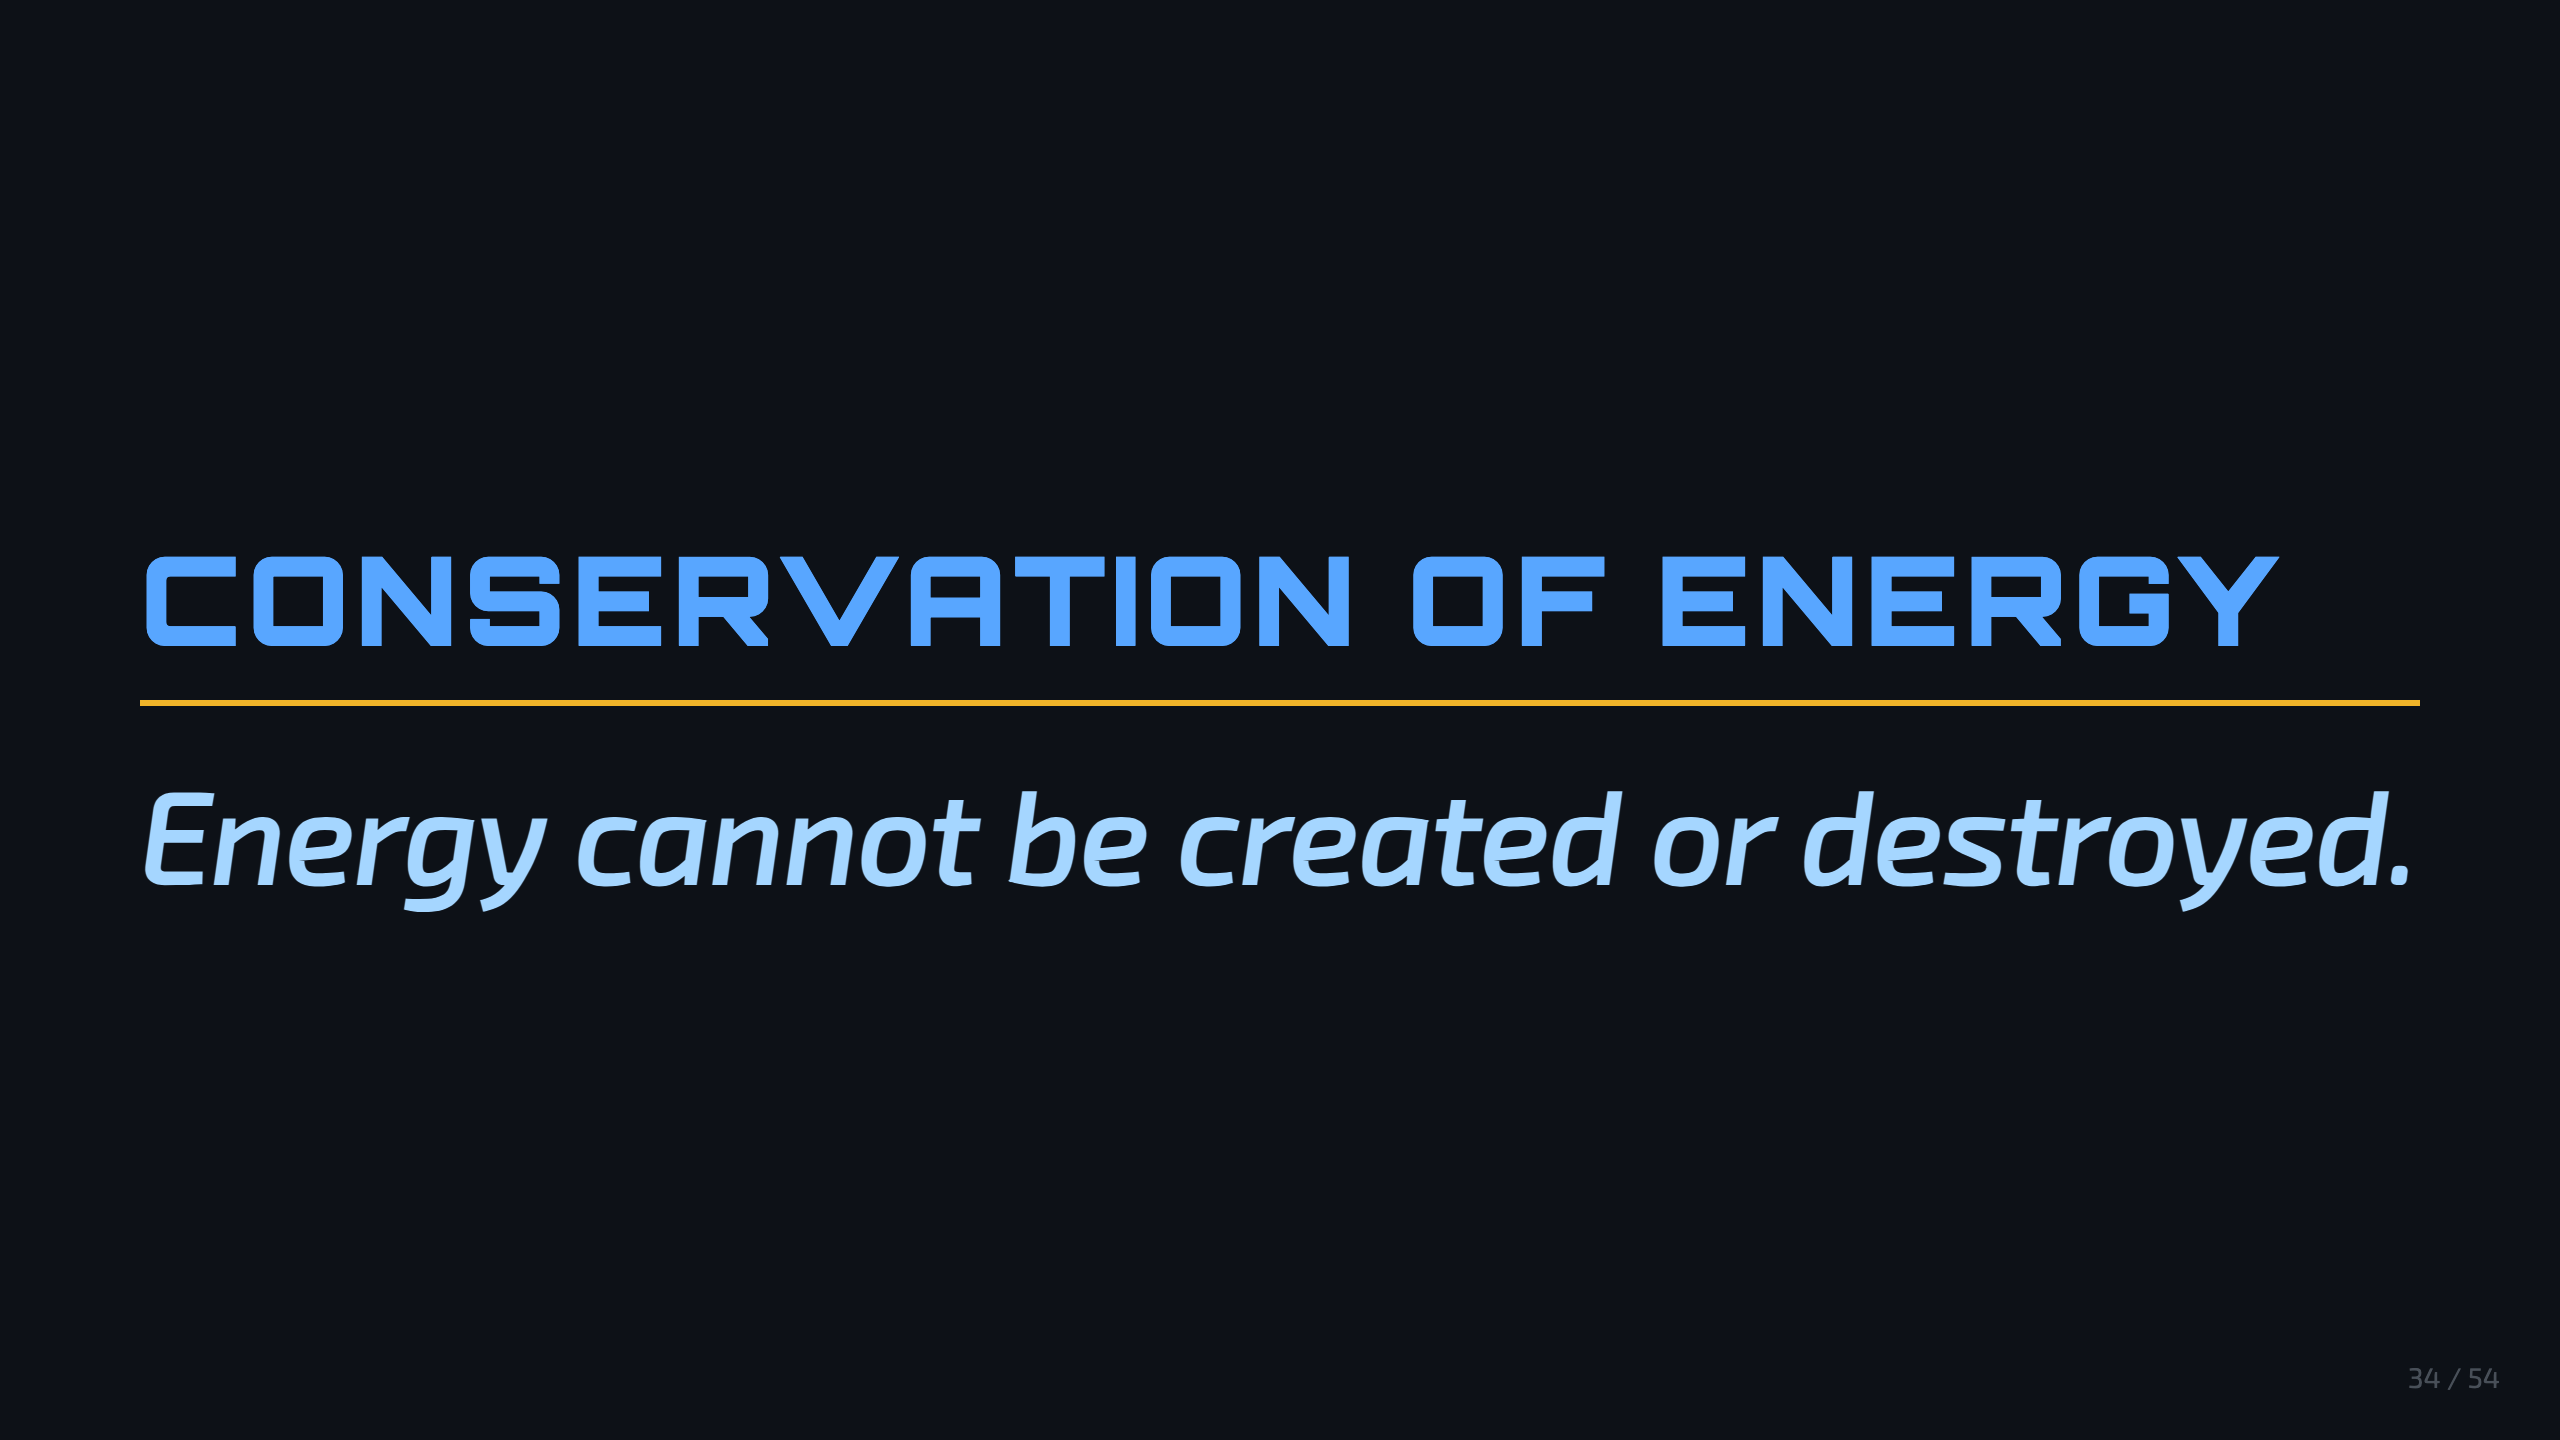 CONSERVATION OF ENERGY
Energy cannot be created or destroyed.
34 / 54